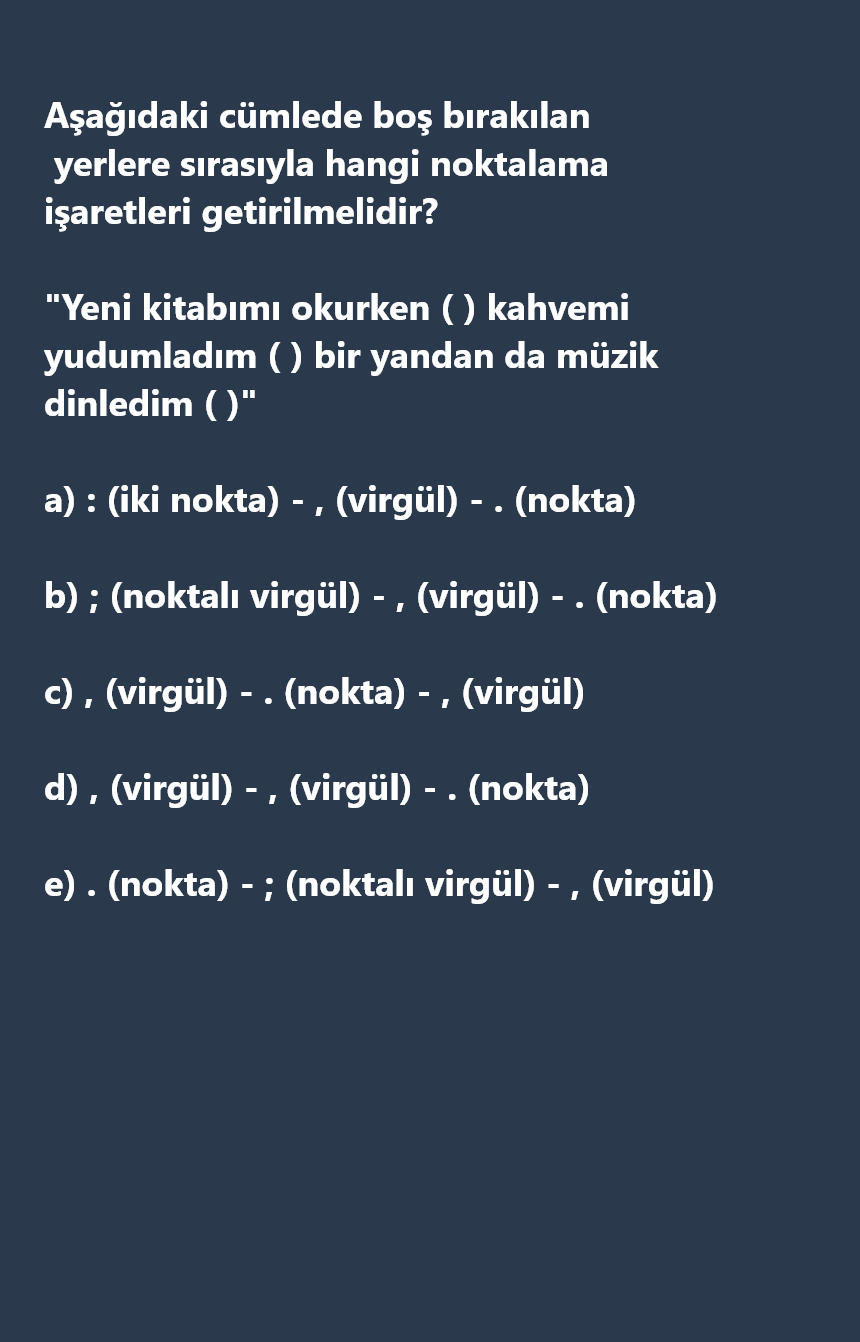 Aşağıdaki cümlede boş bırakılan
yerlere sırasıyla hangi noktalama
işaretleri getirilmelidir?
"Yeni kitabımı okurken ( ) kahvemi
yudumladım ( ) bir yandan da müzik
dinledim ( )"
a) : (iki nokta) - , (virgül) - . (nokta)
b) ; (noktalı virgül) - , (virgül) - . (nokta)
c) , (virgül) - . (nokta) - , (virgül)
d) , (virgül) - , (virgül) - . (nokta)
e) . (nokta) - ; (noktalı virgül) - , (virgül)